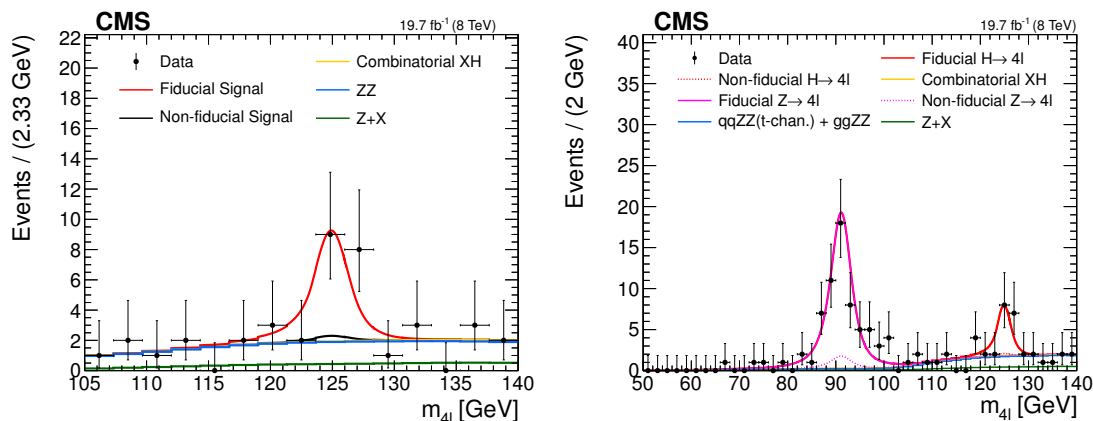 CMS 19.7 fb⁻¹ (8 TeV)
Events / (2.33 GeV)
22
20
18
16
14
12
10
8
6
4
2
0
Data
Fiducial Signal
Non-fiducial Signal
Combinatorial XH
ZZ
Z+X
105 110 115 120 125 130 135 140
m4l [GeV]
CMS 19.7 fb⁻¹ (8 TeV)
Events / (2 GeV)
40
35
30
25
20
15
10
5
0
Data
Non-fiducial H→ 4l
Fiducial Z→ 4l
qqZZ(t-chan.) + ggZZ
Fiducial H→ 4l
Combinatorial XH
Non-fiducial Z→ 4l
Z+X
50 60 70 80 90 100 110 120 130 140
m4l [GeV]